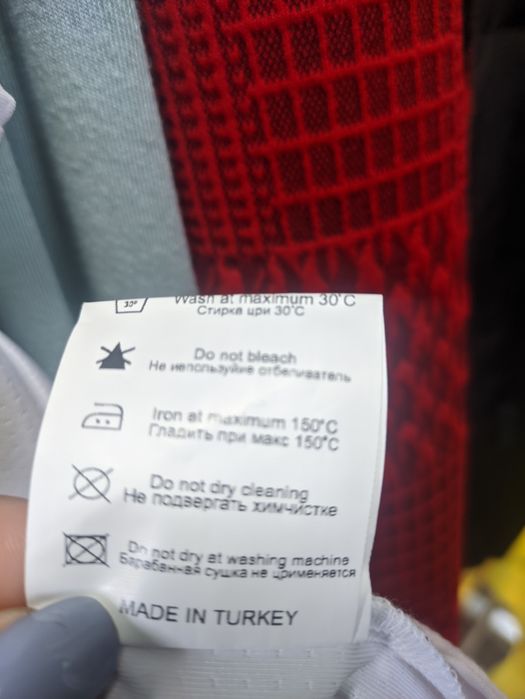 30°
Wash at maximum 30°C
Стирка при 30°C
Do not bleach
Не используйте отбеливатель
Iron at maximum 150°C
Гладить при макс 150°C
Do not dry cleaning
Не подвергать химчистке
Do not dry at washing machine
Барабанная сушка не применяется
MADE IN TURKEY